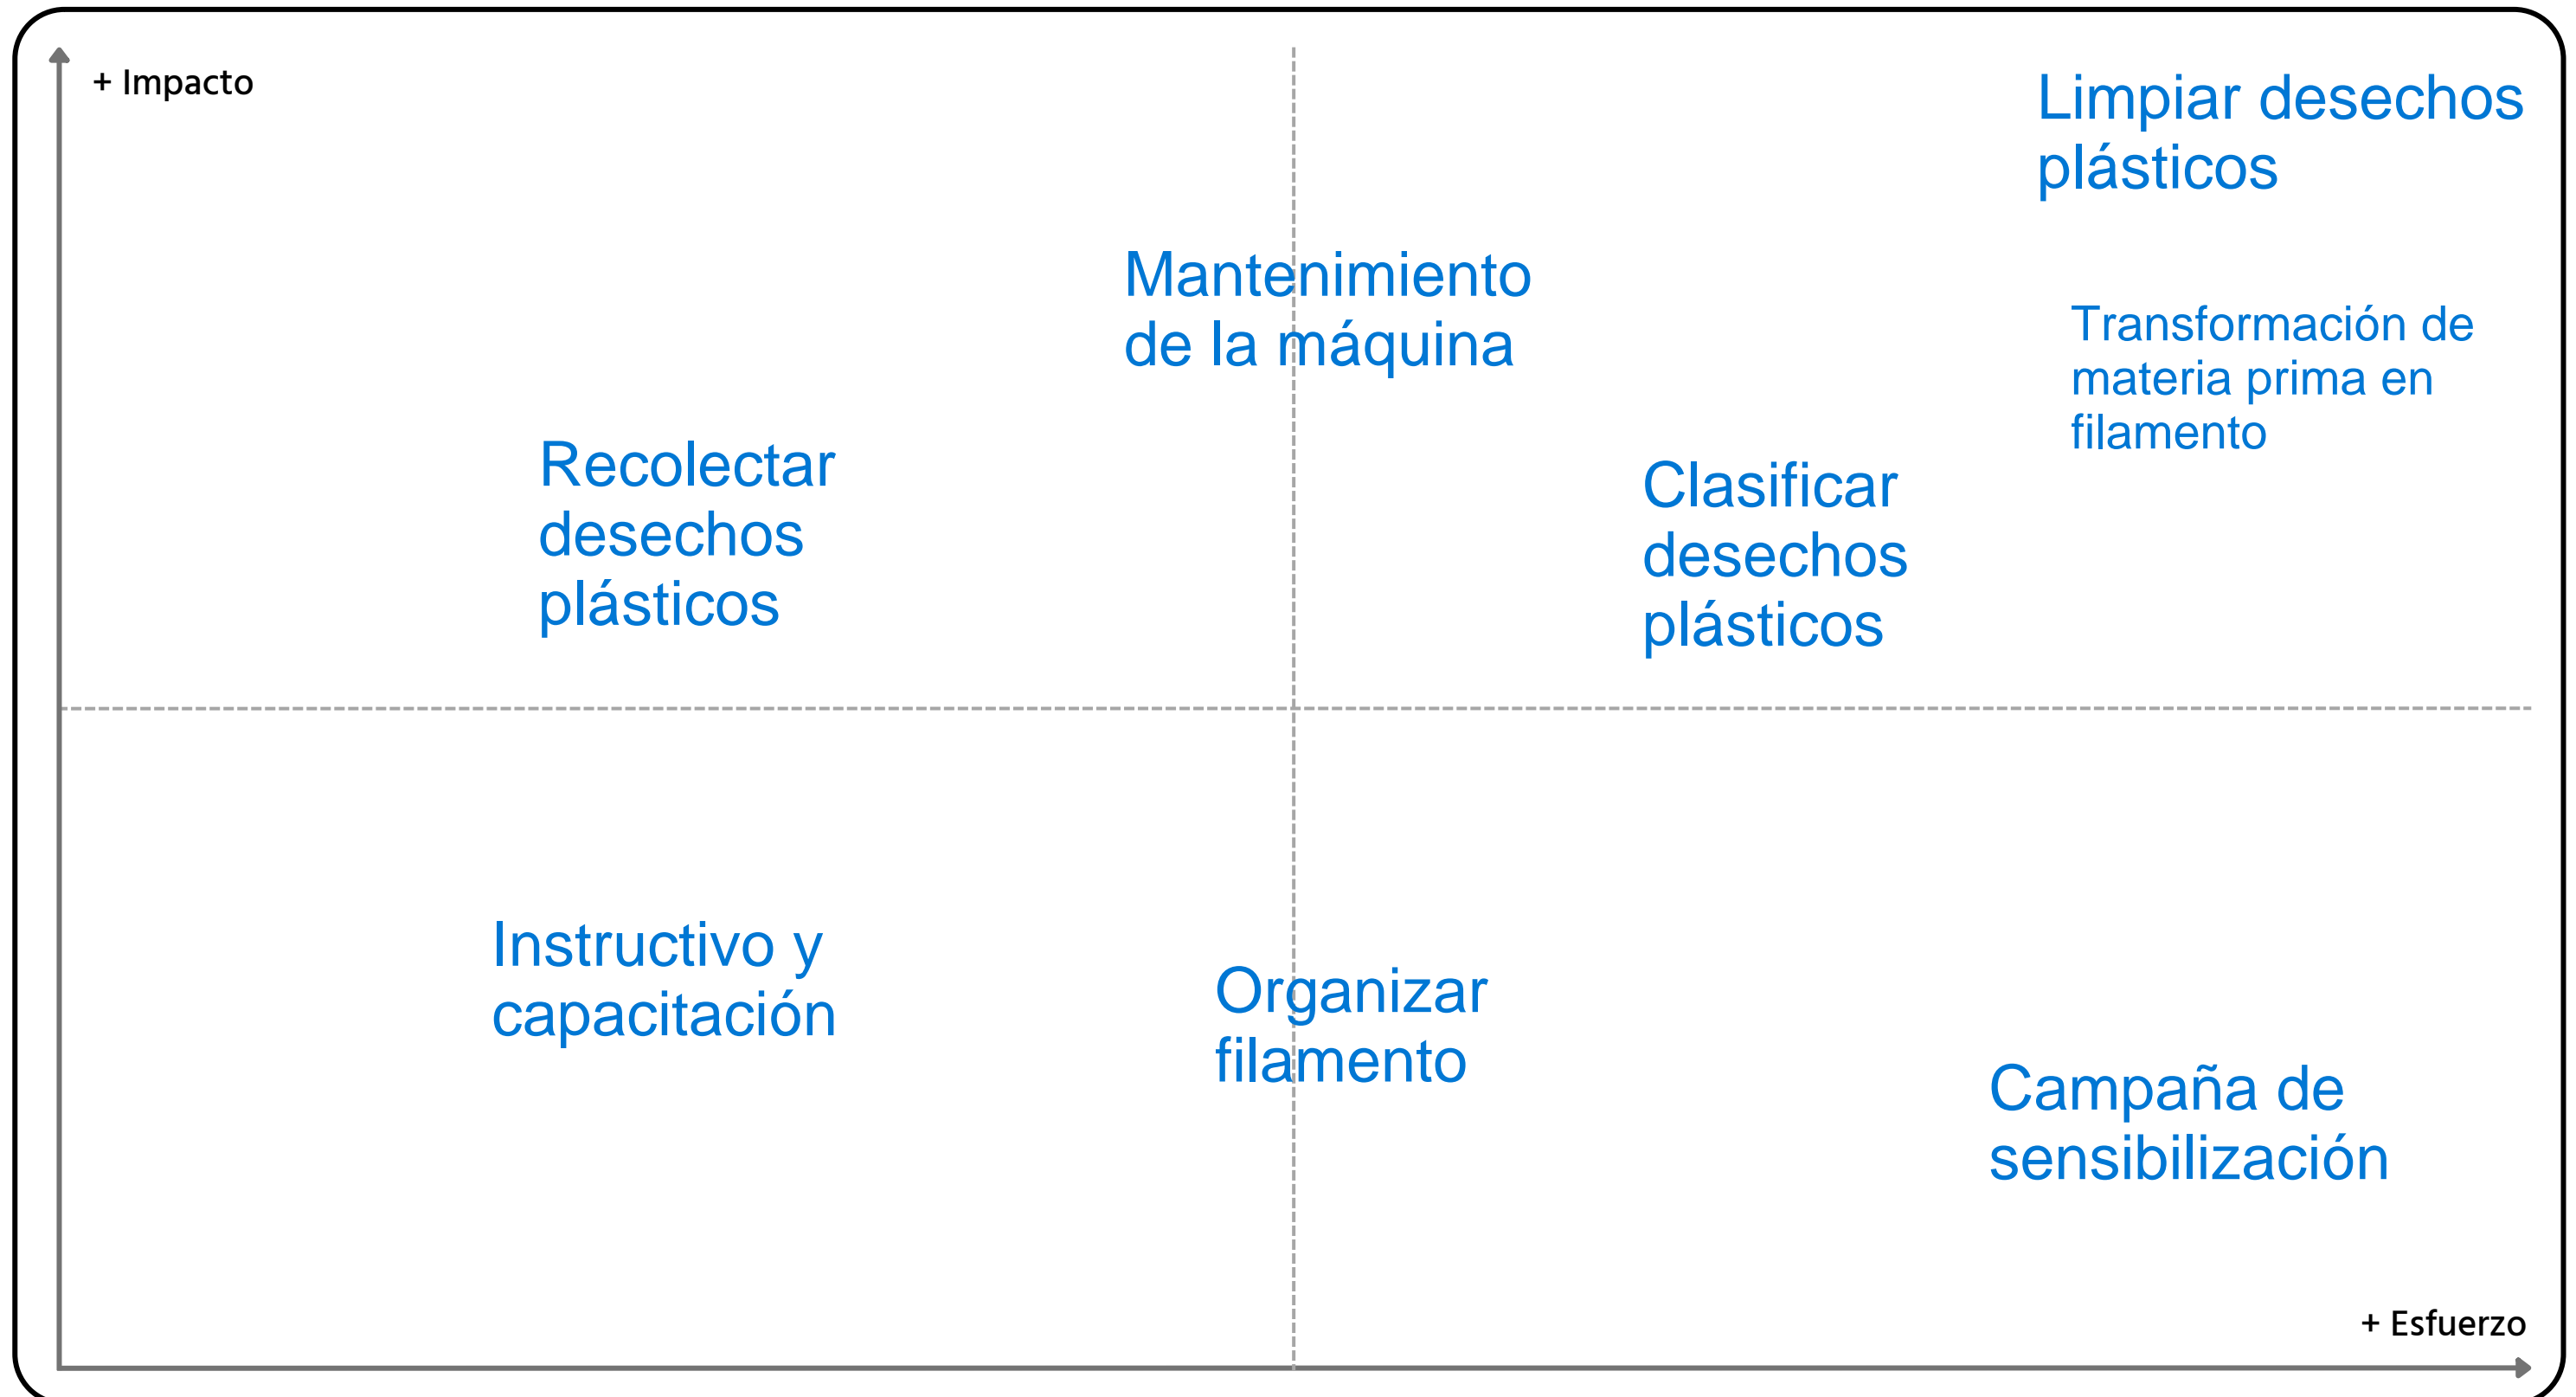 + Impacto
Limpiar desechos
plásticos
Mantenimiento
de la máquina
Transformación de
materia prima en
filamento
Recolectar
desechos
plásticos
Clasificar
desechos
plásticos
Instructivo y
capacitación
Organizar
filamento
Campaña de
sensibilización
+ Esfuerzo